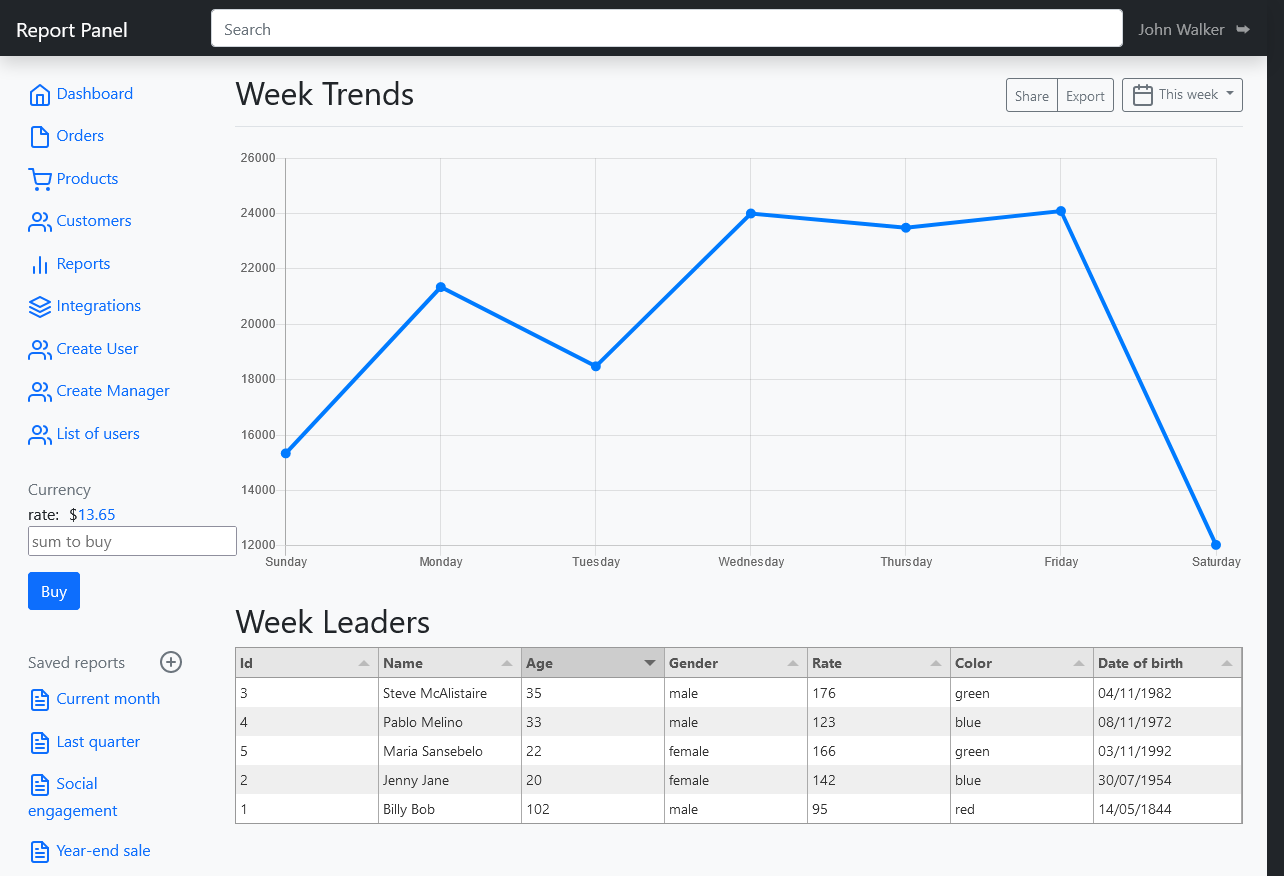 Report Panel
Search
John Walker
Dashboard
Orders
Products
Customers
Reports
Integrations
Create User
Create Manager
List of users
Currency
rate: $13.65
sum to buy
Buy
Saved reports
Current month
Last quarter
Social
engagement
Year-end sale
Week Trends
Share Export This week
26000
24000
22000
20000
18000
16000
14000
12000
Sunday Monday Tuesday Wednesday Thursday Friday Saturday
Week Leaders
Id Name Age Gender Rate Color Date of birth
3 Steve McAlistaire 35 male 176 green 04/11/1982
4 Pablo Melino 33 male 123 blue 08/11/1972
5 Maria Sansebelo 22 female 166 green 03/11/1992
2 Jenny Jane 20 female 142 blue 30/07/1954
1 Billy Bob 102 male 95 red 14/05/1844